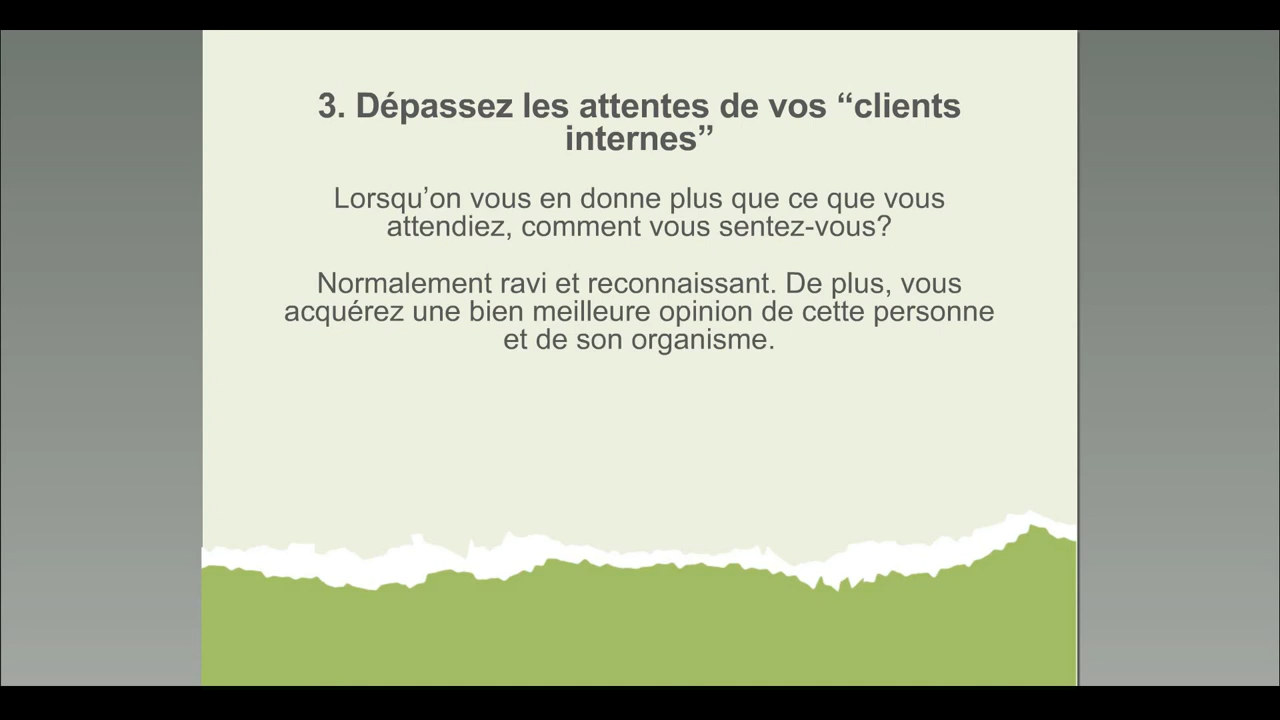 3. Dépassez les attentes de vos “clients
internes”
Lorsqu’on vous en donne plus que ce que vous
attendiez, comment vous sentez-vous?
Normalement ravi et reconnaissant. De plus, vous
acquérez une bien meilleure opinion de cette personne
et de son organisme.